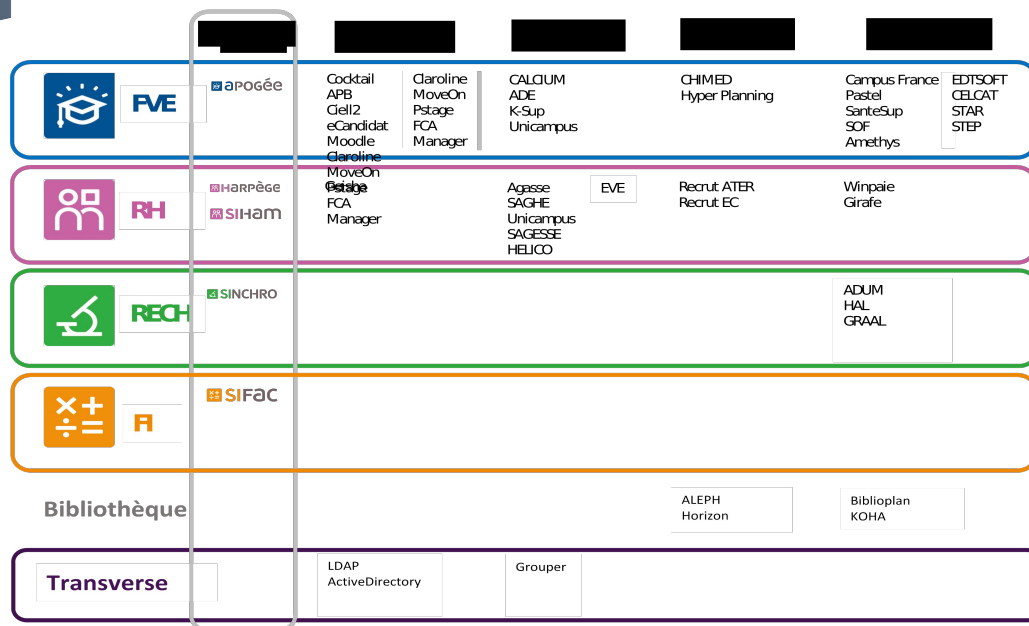 FVE
aPOGée
Cocktail
APB
Ciell2
eCandidat
Moodle
Claroline
MoveOn
Pstage
FCA
Manager
Claroline
MoveOn
Pstage
FCA
Manager
CALCIUM
ADE
K-Sup
Unicampus
CHIMED
Hyper Planning
Campus France
Pastel
SanteSup
SOF
Amethys
EDTSOFT
CELCAT
STAR
STEP
RH
HaRPèGe
SIHam
Agasse
SAGHE
Unicampus
SAGESSE
HELICO
EVE
Recrut ATER
Recrut EC
Winpaie
Girafe
RECH
SINCHRO
ADUM
HAL
GRAAL
FI
SIFaC
Bibliothèque
ALEPH
Horizon
Biblioplan
KOHA
Transverse
LDAP
ActiveDirectory
Grouper